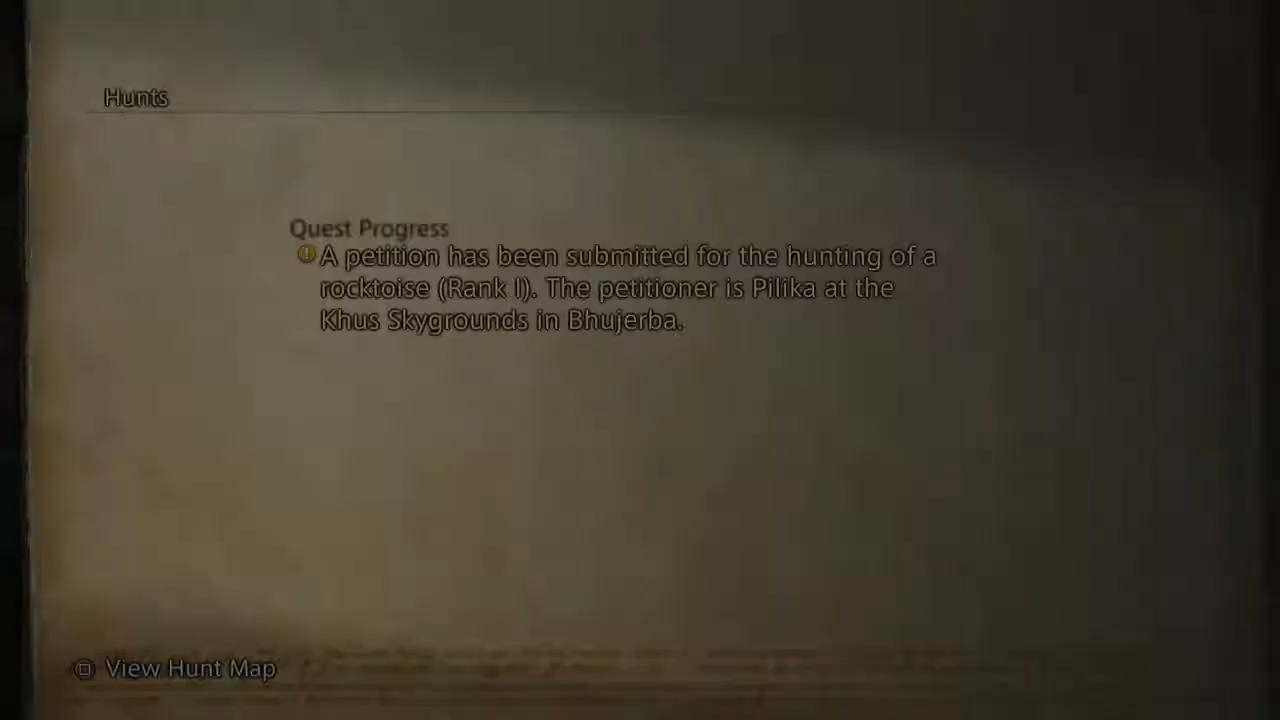 Hunts
Quest Progress
A petition has been submitted for the hunting of a
rocktoise (Rank I). The petitioner is Pilika at the
Khus Skygrounds in Bhujerba.
View Hunt Map